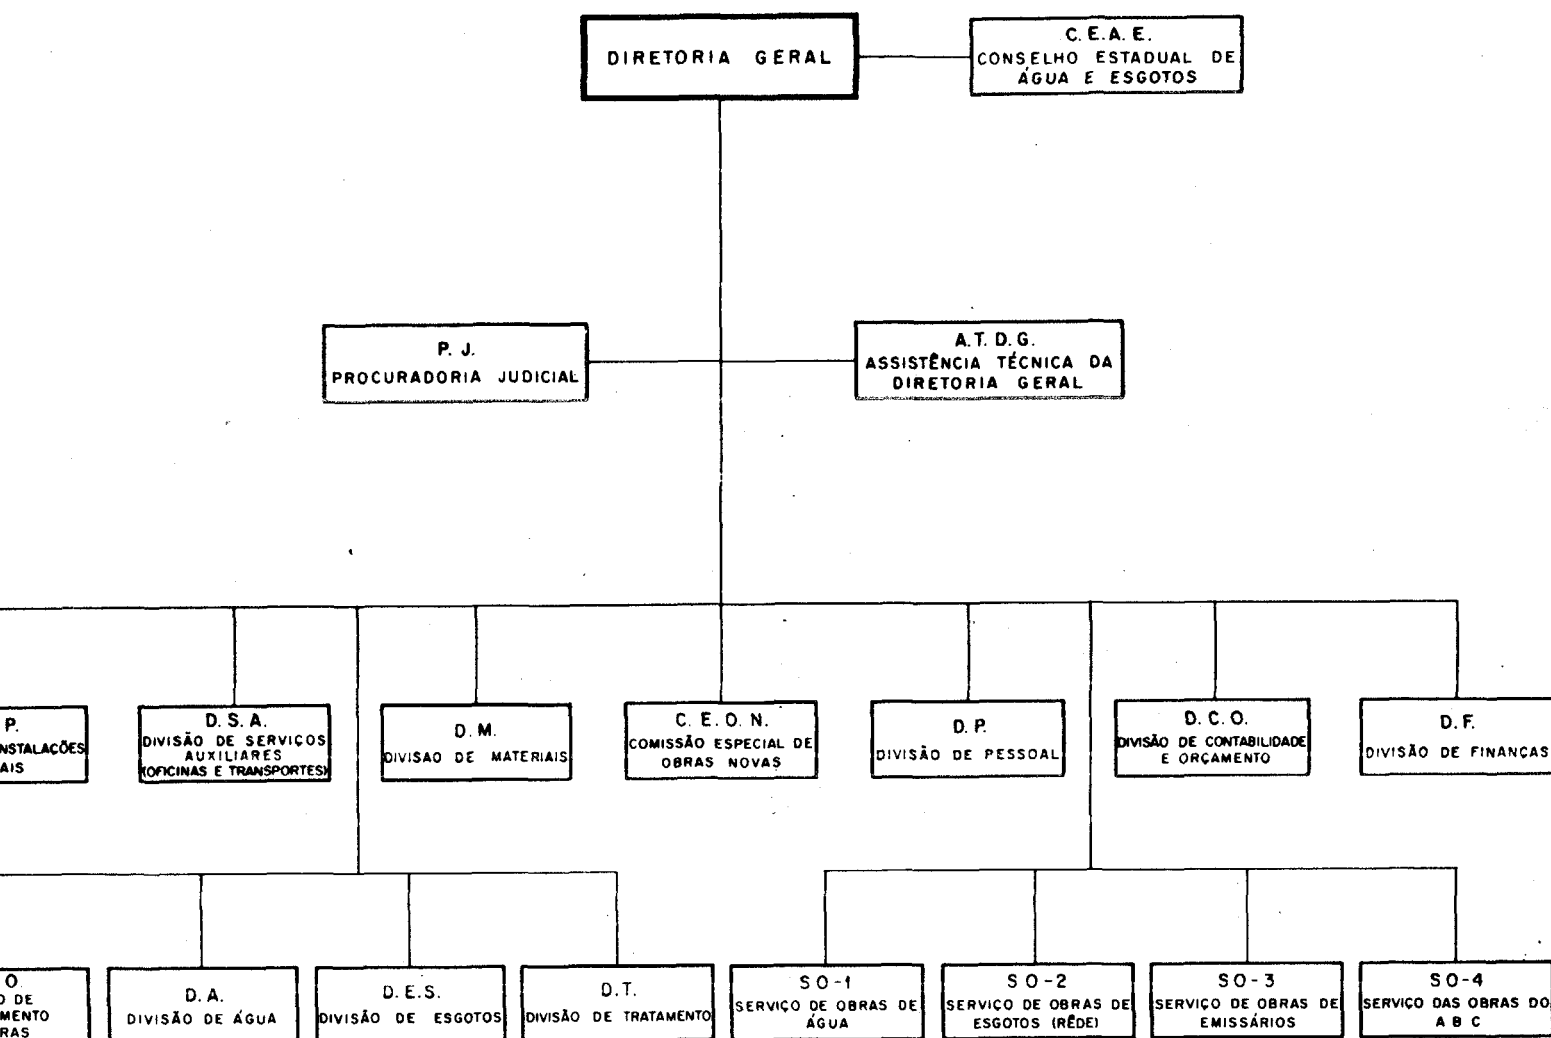 DIRETORIA GERAL
C.E.A.E.
CONSELHO ESTADUAL DE
ÁGUA E ESGOTOS
P. J.
PROCURADORIA JUDICIAL
A.T.D.G.
ASSISTÊNCIA TÉCNICA DA
DIRETORIA GERAL
P.
NSTALAÇÕES
AIS
D.S.A.
DIVISÃO DE SERVIÇOS
AUXILIARES
(OFICINAS E TRANSPORTES)
D.M.
DIVISAO DE MATERIAIS
C.E.O.N.
COMISSÃO ESPECIAL DE
OBRAS NOVAS
D.P.
DIVISÃO DE PESSOAL
D.C.O.
DIVISÃO DE CONTABILIDADE
E ORÇAMENTO
D.F.
DIVISÃO DE FINANÇAS
O.
O DE
MENTO
RAS
D.A.
DIVISÃO DE ÁGUA
D.E.S.
DIVISÃO DE ESGOTOS
D.T.
DIVISÃO DE TRATAMENTO
SO-1
SERVIÇO DE OBRAS DE
ÁGUA
SO-2
SERVIÇO DE OBRAS DE
ESGOTOS (RÊDE)
SO-3
SERVIÇO DE OBRAS DE
EMISSÁRIOS
SO-4
SERVIÇO DAS OBRAS DO
A B C